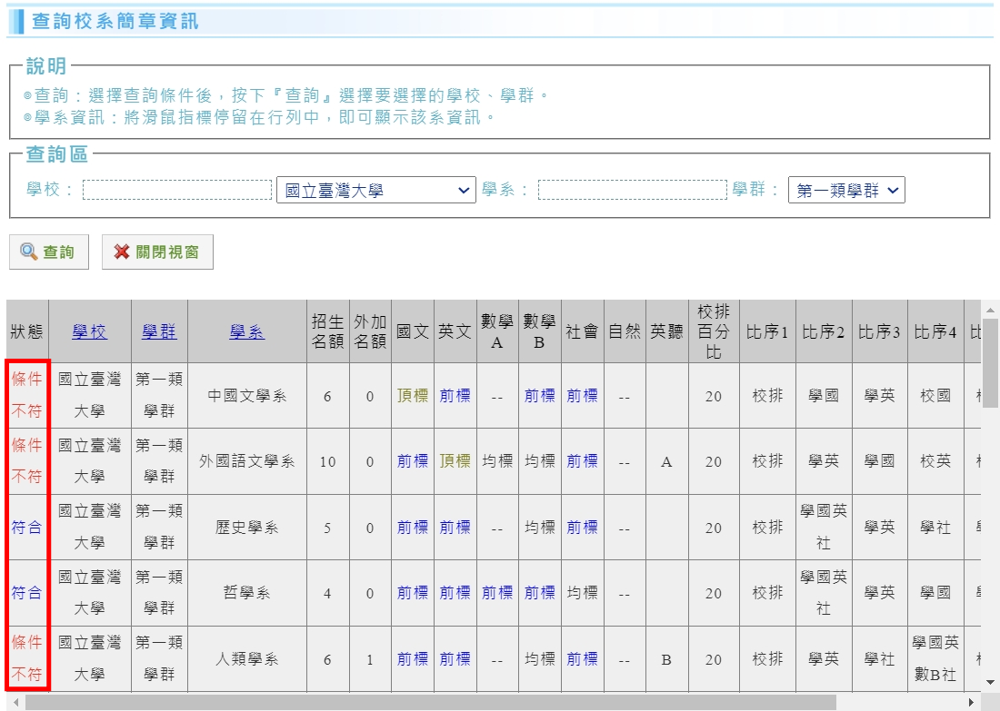 查詢校系簡章資訊
說明
◎查詢：選擇查詢條件後，按下『查詢』選擇要選擇的學校、學群。
◎學系資訊：將滑鼠指標停留在行列中，即可顯示該系資訊。
查詢區
學校： 國立臺灣大學 學系： 學群： 第一類學群
查詢 關閉視窗
狀態 學校 學群 學系 招生名額 外加名額 國文 英文 數學A 數學B 社會 自然 英聽 校排百分比 比序1 比序2 比序3 比序4
條件不符 國立臺灣大學 第一類學群 中國文學系 6 0 頂標 前標 -- 前標 前標 -- 20 校排 學國 學英 校國
條件不符 國立臺灣大學 第一類學群 外國語文學系 10 0 前標 頂標 均標 均標 前標 -- A 20 校排 學英 學國 校英
符合 國立臺灣大學 第一類學群 歷史學系 5 0 前標 前標 -- 均標 前標 -- 20 校排 學國英社 學英 學社
符合 國立臺灣大學 第一類學群 哲學系 4 0 前標 前標 前標 前標 均標 -- 20 校排 學國英社 學英 學國
條件不符 國立臺灣大學 第一類學群 人類學系 6 1 前標 前標 -- 均標 前標 -- B 20 校排 學英 學社 學國英數B社